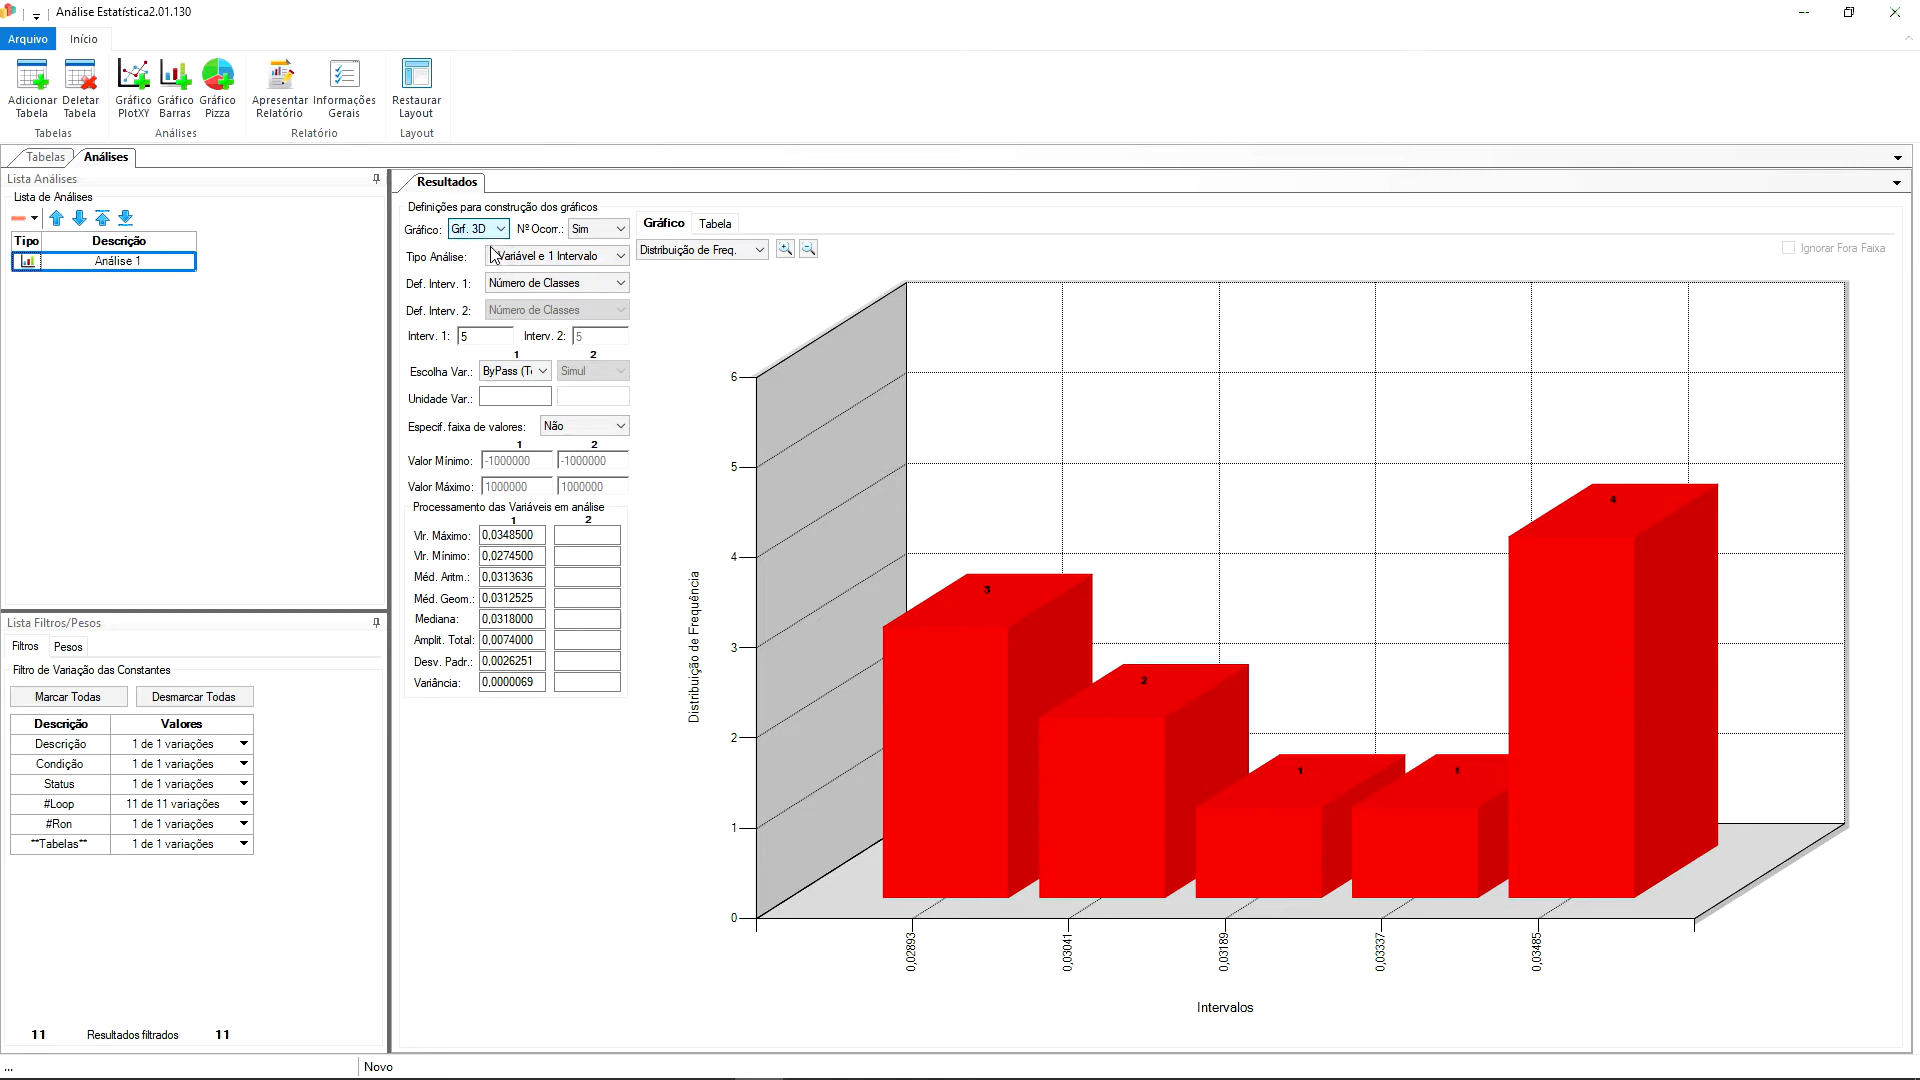 Análise Estatística2.01.130
Arquivo Início
Adicionar Tabela Deletar Tabela Gráfico PlotXY Gráfico Barras Gráfico Pizza Apresentar Relatório Informações Gerais Restaurar Layout
Tabelas Análises Relatório Layout
Tabelas Análises
Lista Análises
Lista de Análises
Tipo Descrição
Análise 1
Resultados
Definições para construção dos gráficos
Gráfico: Grf. 3D Nº Ocorr.: Sim
Tipo Análise: Variável e 1 Intervalo
Def. Interv. 1: Número de Classes
Def. Interv. 2: Número de Classes
Interv. 1: 5 Interv. 2: 5
1 2
Escolha Var.: ByPass (T Simul
Unidade Var.:
Especif. faixa de valores: Não
1 2
Valor Mínimo: -1000000 -1000000
Valor Máximo: 1000000 1000000
Processamento das Variáveis em análise
1 2
Vlr. Máximo: 0,0348500
Vlr. Mínimo: 0,0274500
Méd. Aritm.: 0,0313636
Méd. Geom.: 0,0312525
Mediana: 0,0318000
Amplit. Total: 0,0074000
Desv. Padr.: 0,0026251
Variância: 0,0000069
Gráfico Tabela
Distribuição de Freq.
Ignorar Fora Faixa
6
5
4
3
2
1
0
Distribuição de Frequência
3
2
1
1
4
0,02893 0,03041 0,03189 0,03337 0,03485
Intervalos
Lista Filtros/Pesos
Filtros Pesos
Filtro de Variação das Constantes
Marcar Todas Desmarcar Todas
Descrição Valores
Descrição 1 de 1 variações
Condição 1 de 1 variações
Status 1 de 1 variações
#Loop 11 de 11 variações
#Ron 1 de 1 variações
**Tabelas** 1 de 1 variações
11 Resultados filtrados 11
... Novo